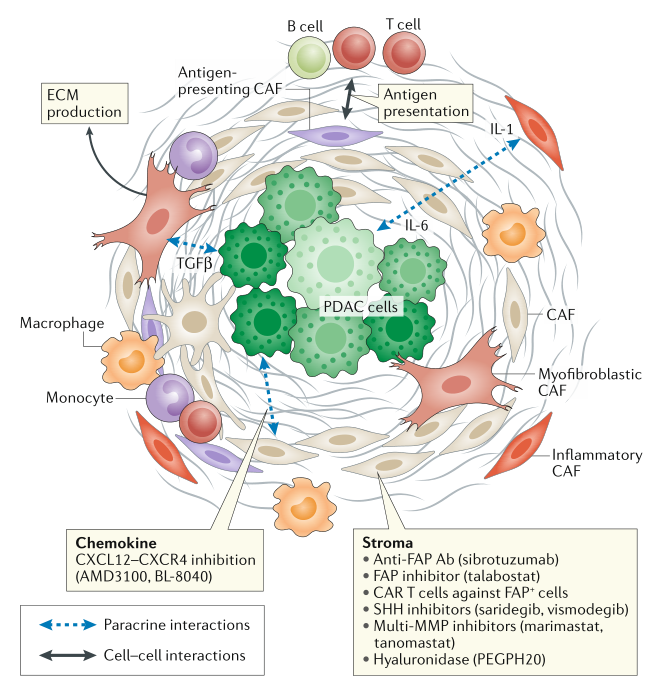 B cell
T cell
Antigen-
presenting CAF
ECM
production
Antigen
presentation
IL-1
IL-6
TGFβ
PDAC cells
Macrophage
CAF
Myofibroblastic
CAF
Monocyte
Inflammatory
CAF
Chemokine
CXCL12–CXCR4 inhibition
(AMD3100, BL-8040)
Stroma
• Anti-FAP Ab (sibrotuzumab)
• FAP inhibitor (talabostat)
• CAR T cells against FAP⁺ cells
• SHH inhibitors (saridegib, vismodegib)
• Multi-MMP inhibitors (marimastat,
tanomastat)
• Hyaluronidase (PEGPH20)
Paracrine interactions
Cell–cell interactions